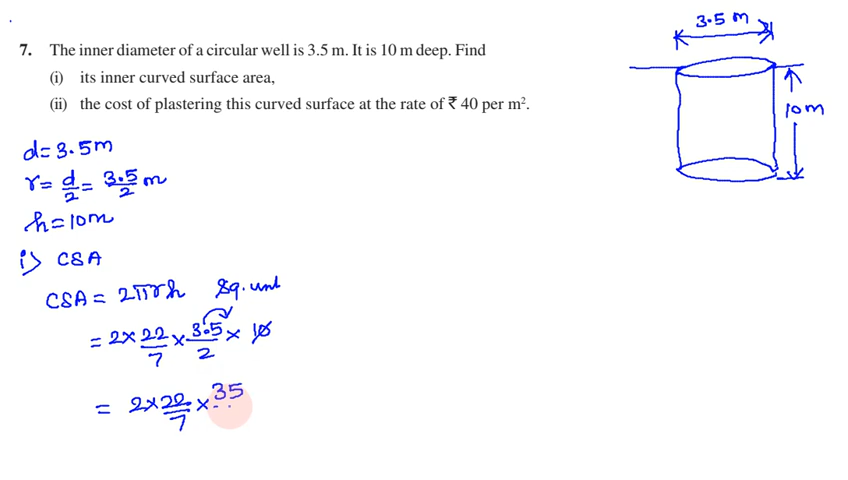 7. The inner diameter of a circular well is 3.5 m. It is 10 m deep. Find
(i) its inner curved surface area,
(ii) the cost of plastering this curved surface at the rate of ₹ 40 per m².
3.5 m
10m
d = 3.5m
r = d/2 = 3.5/2 m
h = 10m
i) CSA
CSA = 2πrh sq. unt
= 2 × 22/7 × 3.5/2 × 10
= 2 × 22/7 × 35